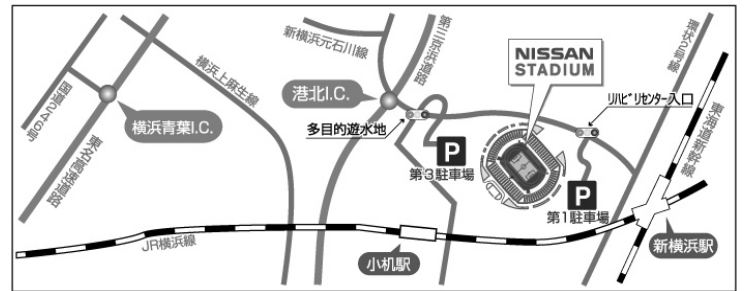 国道246号
東名高速道路
横浜青葉I.C.
横浜上麻生線
新横浜元石川線
第三京浜道路
港北I.C.
多目的遊水地
P
第3駐車場
NISSAN
STADIUM
リハビリセンター入口
P
第1駐車場
環状2号線
東海道新幹線
新横浜駅
小机駅
JR横浜線